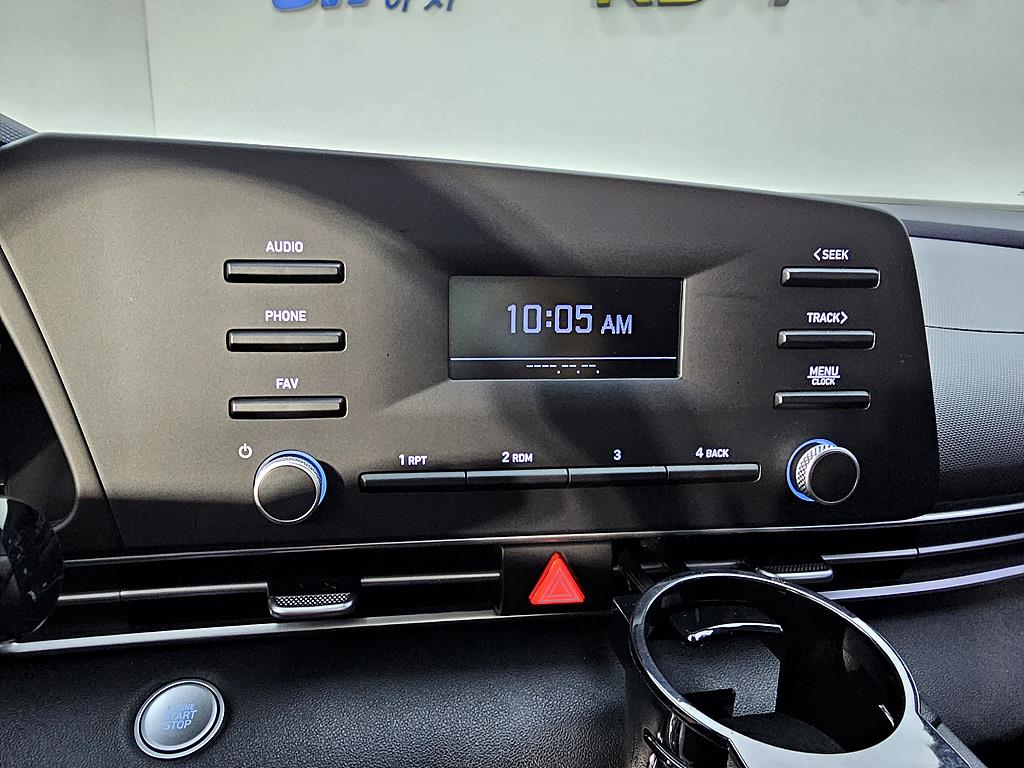 AUDIO
PHONE
FAV
10:05 AM
<SEEK
TRACK>
MENU
CLOCK
1 RPT
2 RDM
3
4 BACK
ENGINE
START
STOP